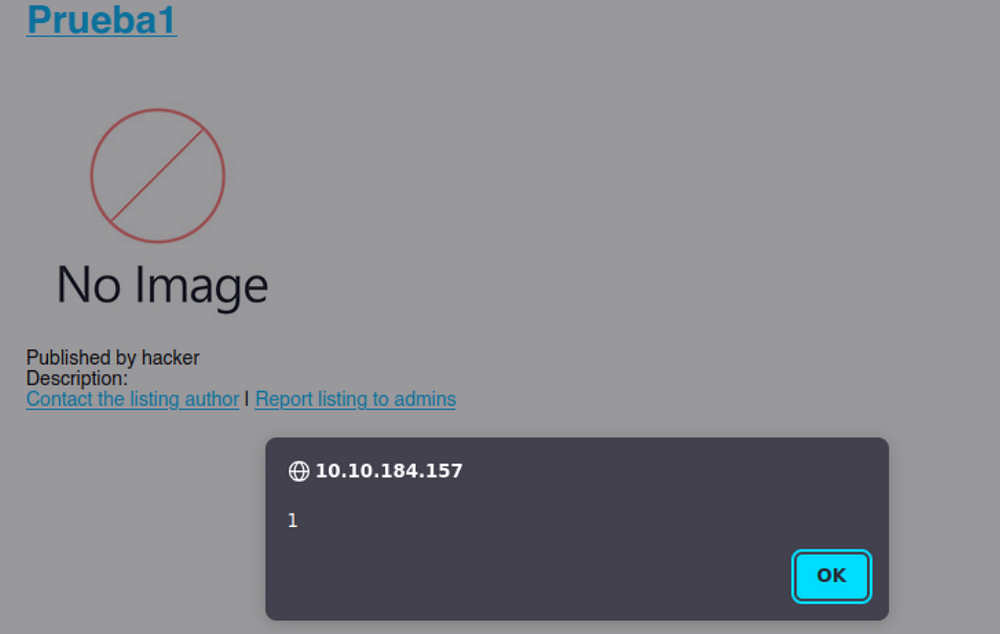 Prueba1
No Image
Published by hacker
Description:
Contact the listing author | Report listing to admins
10.10.184.157
1
OK